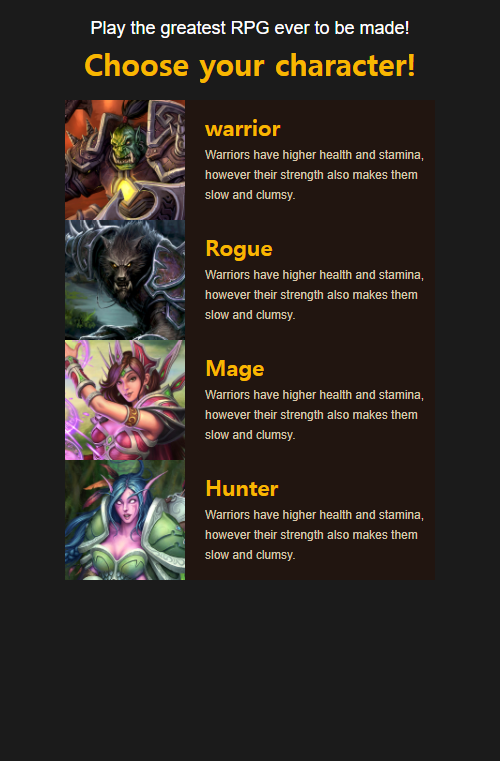 Play the greatest RPG ever to be made!
Choose your character!
warrior
Warriors have higher health and stamina,
however their strength also makes them
slow and clumsy.
Rogue
Warriors have higher health and stamina,
however their strength also makes them
slow and clumsy.
Mage
Warriors have higher health and stamina,
however their strength also makes them
slow and clumsy.
Hunter
Warriors have higher health and stamina,
however their strength also makes them
slow and clumsy.